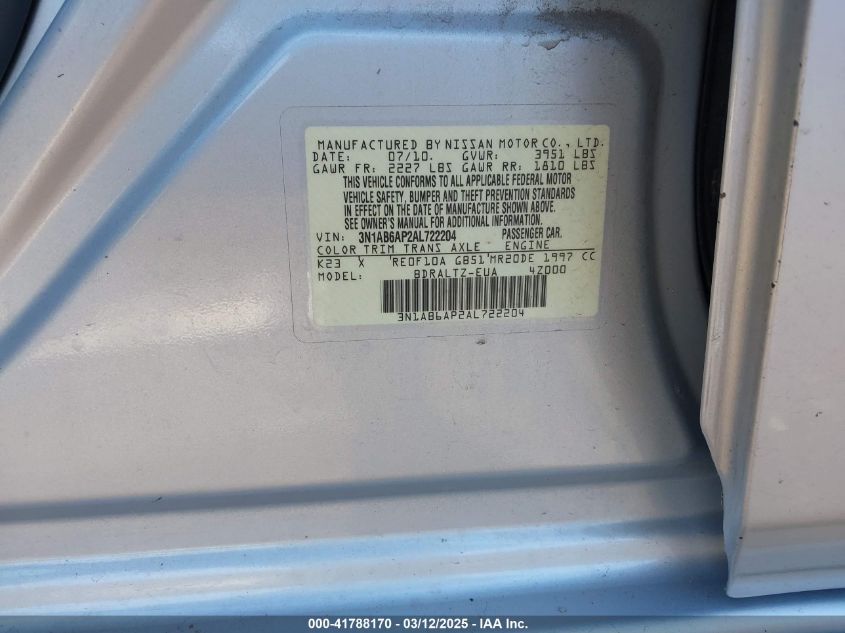 MANUFACTURED BY NISSAN MOTOR CO., LTD.
DATE: 07/10. GVWR: 3951 LBS
GAWR FR: 2227 LBS GAWR RR: 1810 LBS
THIS VEHICLE CONFORMS TO ALL APPLICABLE FEDERAL MOTOR
VEHICLE SAFETY, BUMPER AND THEFT PREVENTION STANDARDS
IN EFFECT ON THE DATE OF MANUFACTURE SHOWN ABOVE.
SEE OWNER'S MANUAL FOR ADDITIONAL INFORMATION.
VIN: 3N1AB6AP2AL722204 PASSENGER CAR.
COLOR TRIM TRANS AXLE ENGINE
K23 X RE0F10A GB51 MR20DE 1997 CC
MODEL: BDRALTZ-EUA 4Z000
3N1AB6AP2AL722204
000-41788170 - 03/12/2025 - IAA Inc.